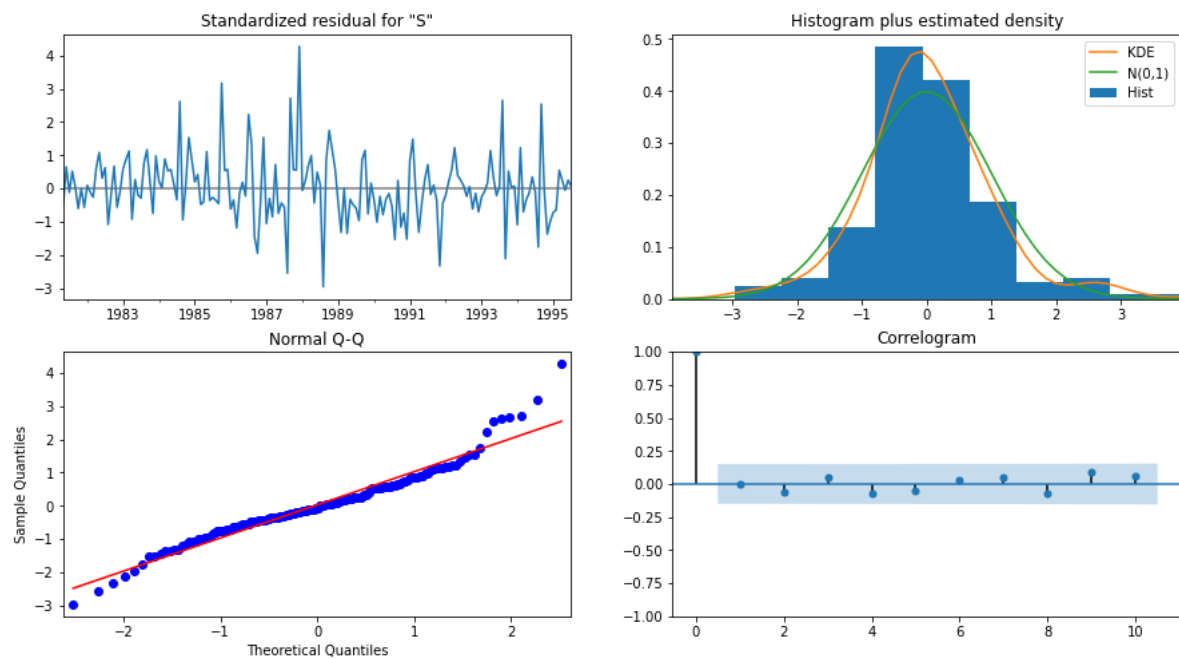 Standardized residual for "S"
4
3
2
1
0
−1
−2
−3
1983 1985 1987 1989 1991 1993 1995
Histogram plus estimated density
KDE
N(0,1)
Hist
0.5
0.4
0.3
0.2
0.1
0.0
−3 −2 −1 0 1 2 3
Normal Q-Q
Sample Quantiles
4
3
2
1
0
−1
−2
−3
−2 −1 0 1 2
Theoretical Quantiles
Correlogram
1.00
0.75
0.50
0.25
0.00
−0.25
−0.50
−0.75
−1.00
0 2 4 6 8 10